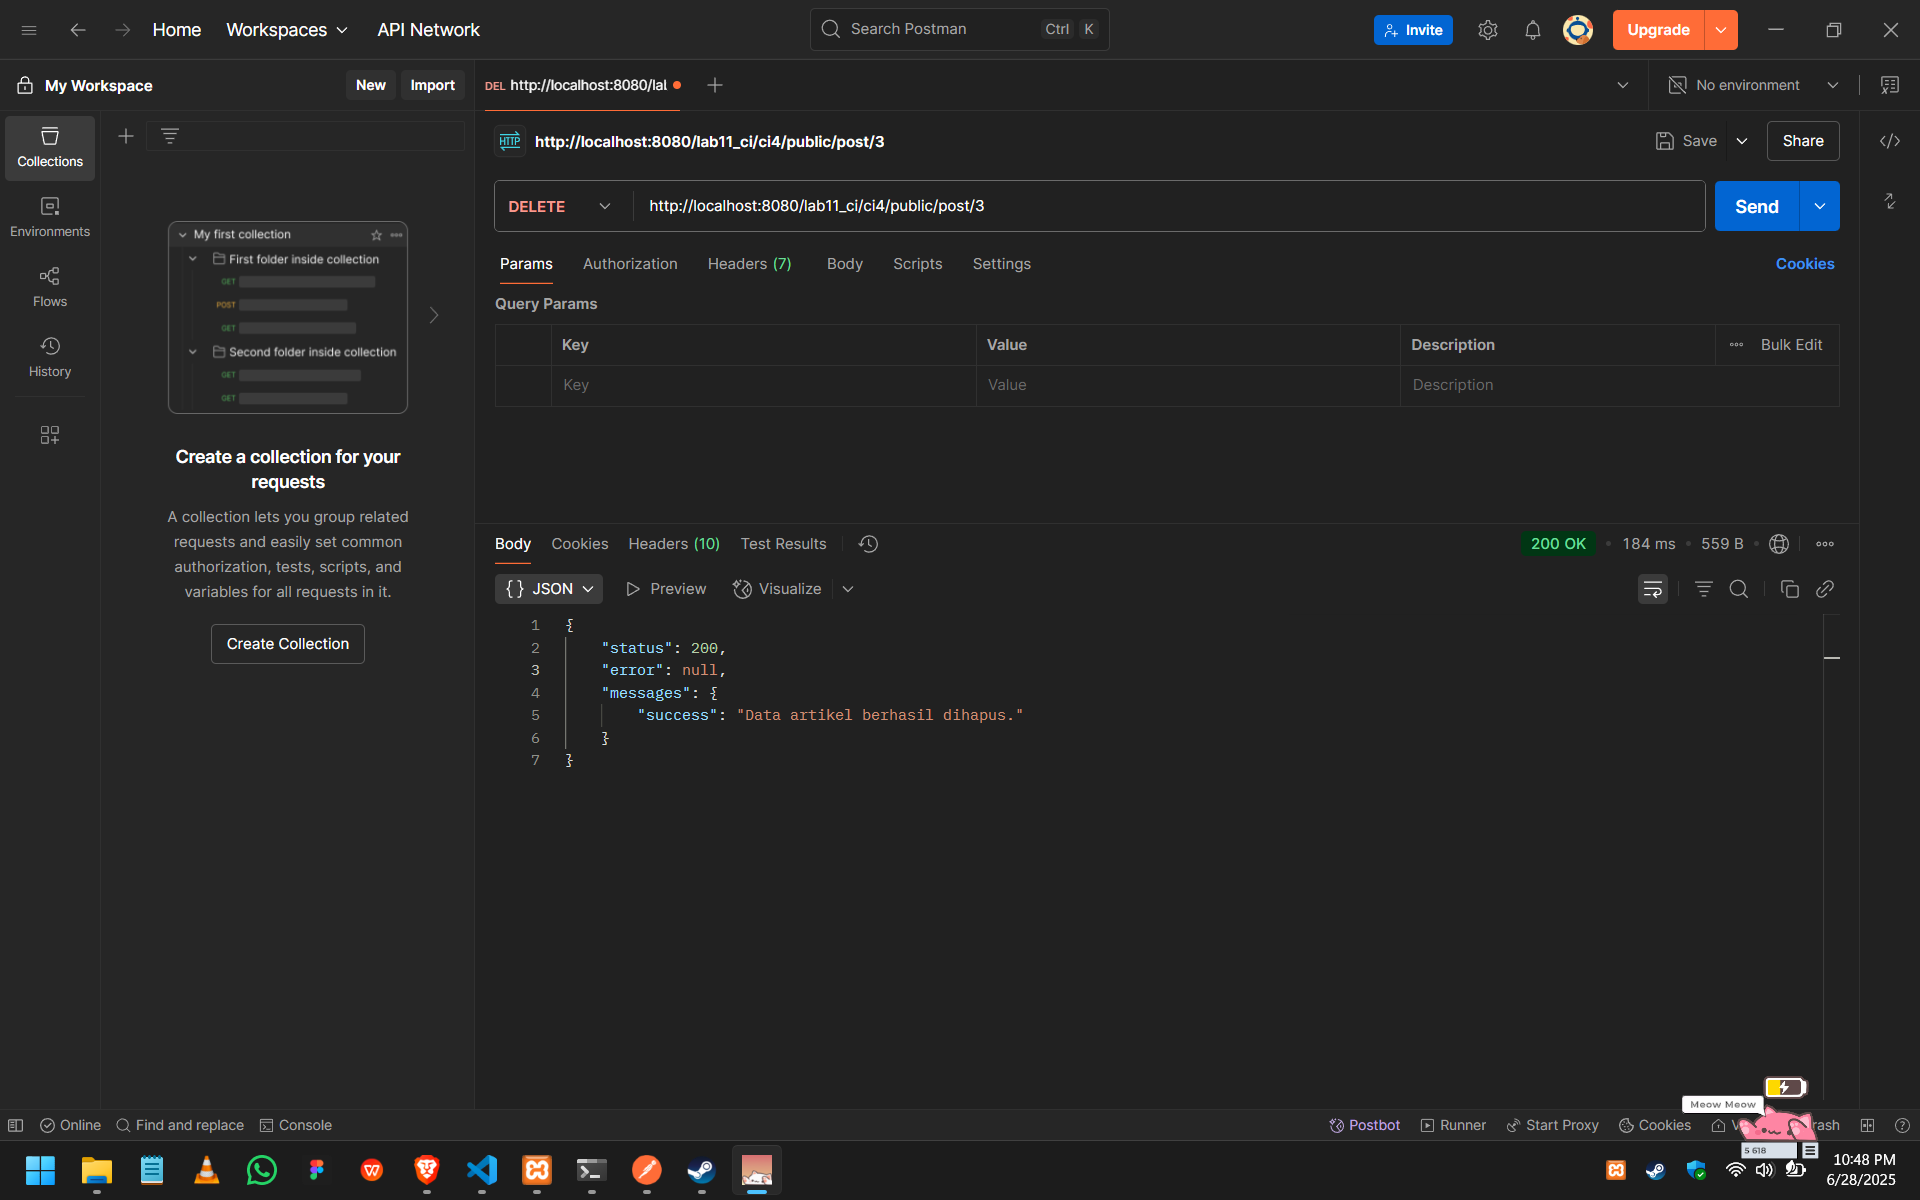 Home Workspaces API Network
Search Postman Ctrl K
Invite Upgrade
My Workspace New Import
DEL http://localhost:8080/lal
No environment
Collections
Environments
Flows
History
My first collection
First folder inside collection
GET
POST
GET
Second folder inside collection
GET
GET
Create a collection for your
requests
A collection lets you group related
requests and easily set common
authorization, tests, scripts, and
variables for all requests in it.
Create Collection
HTTP http://localhost:8080/lab11_ci/ci4/public/post/3
Save Share
DELETE http://localhost:8080/lab11_ci/ci4/public/post/3 Send
Params Authorization Headers (7) Body Scripts Settings Cookies
Query Params
Key Value Description Bulk Edit
Key Value Description
Body Cookies Headers (10) Test Results
200 OK 184 ms 559 B
{} JSON Preview Visualize
1 {
2 "status": 200,
3 "error": null,
4 "messages": {
5 "success": "Data artikel berhasil dihapus."
6 }
7 }
Meow Meow
Online Find and replace Console
Postbot Runner Start Proxy Cookies
5 618
10:48 PM
6/28/2025